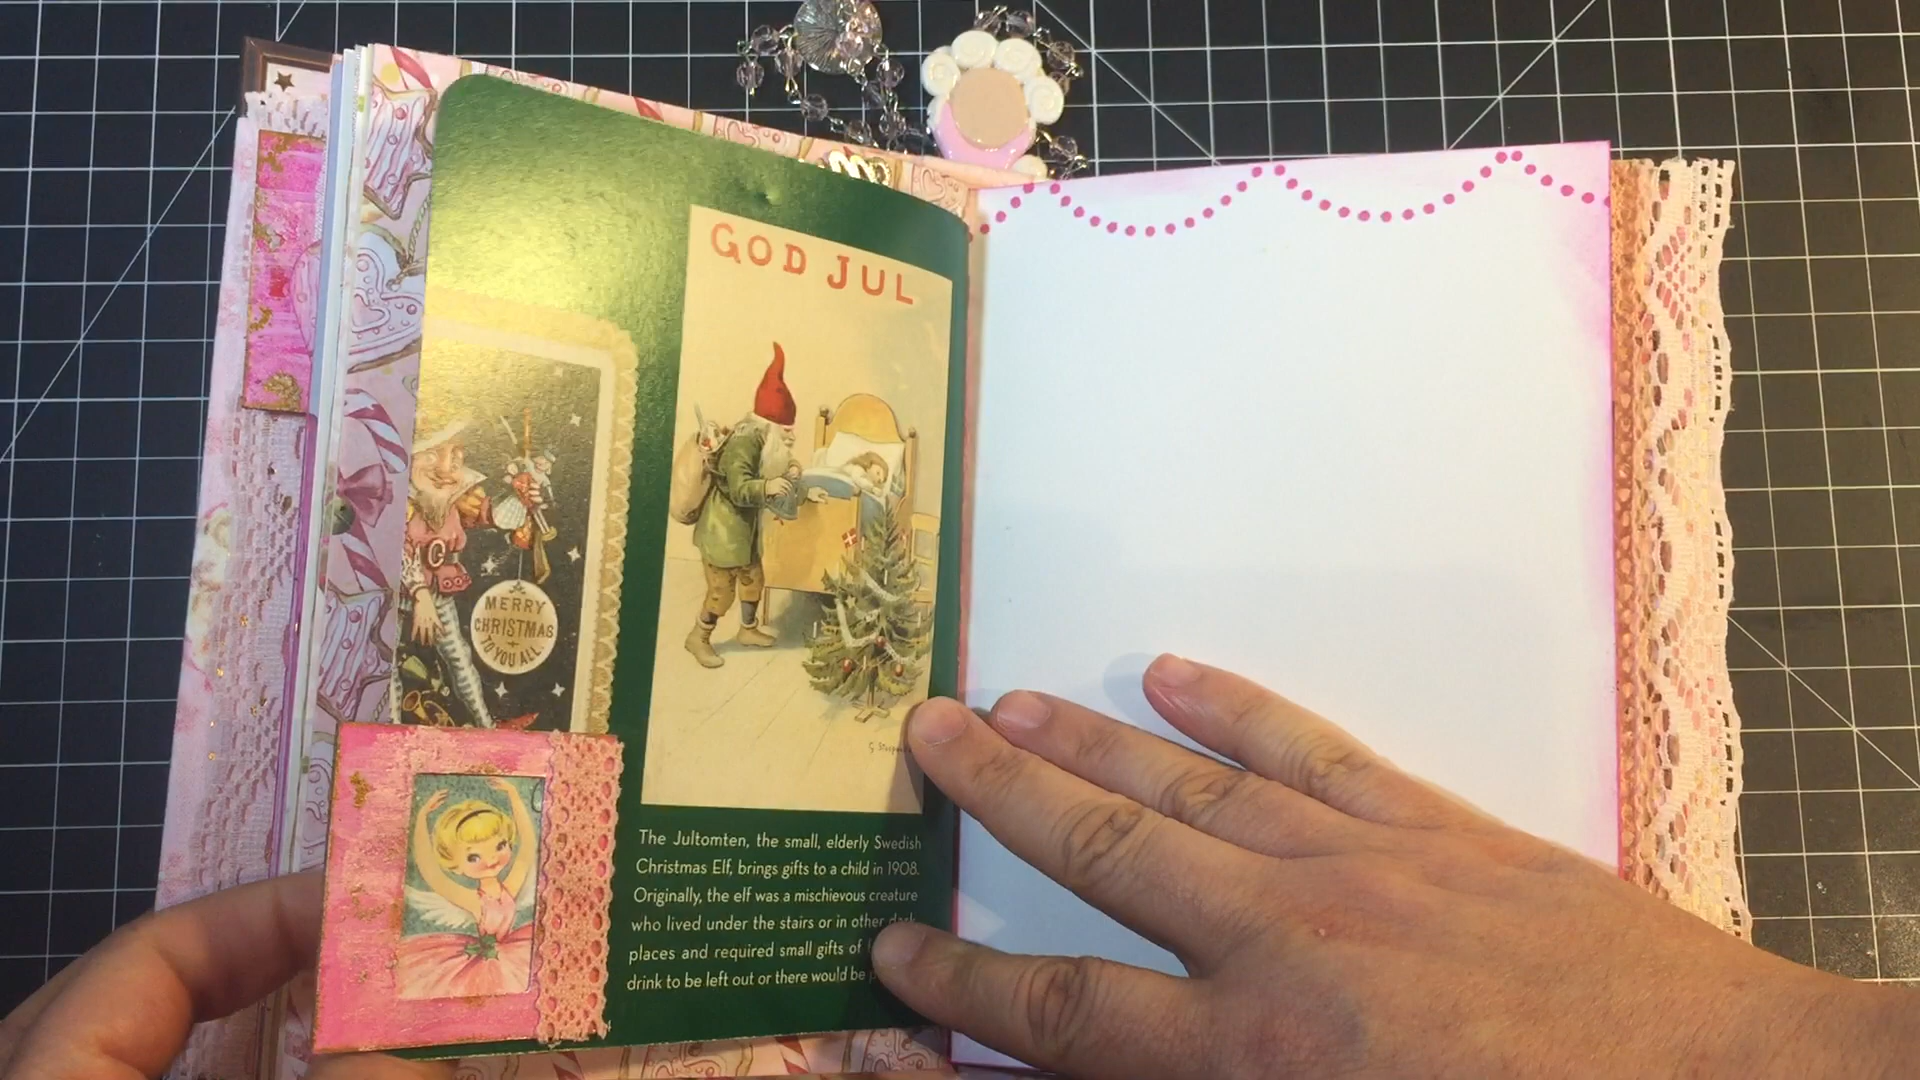 GOD JUL
MERRY
CHRISTMAS
TO YOU ALL
The Jultomten, the small, elderly Swedish
Christmas Elf, brings gifts to a child in 1908.
Originally, the elf was a mischievous creature
who lived under the stairs or in other dark
places and required small gifts of
drink to be left out or there would be